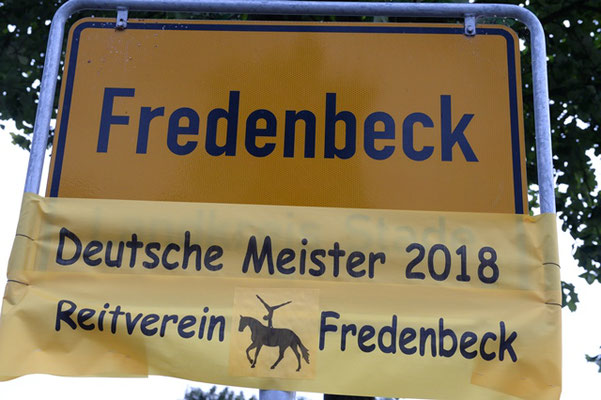 Fredenbeck
Deutsche Meister 2018
Reitverein Fredenbeck